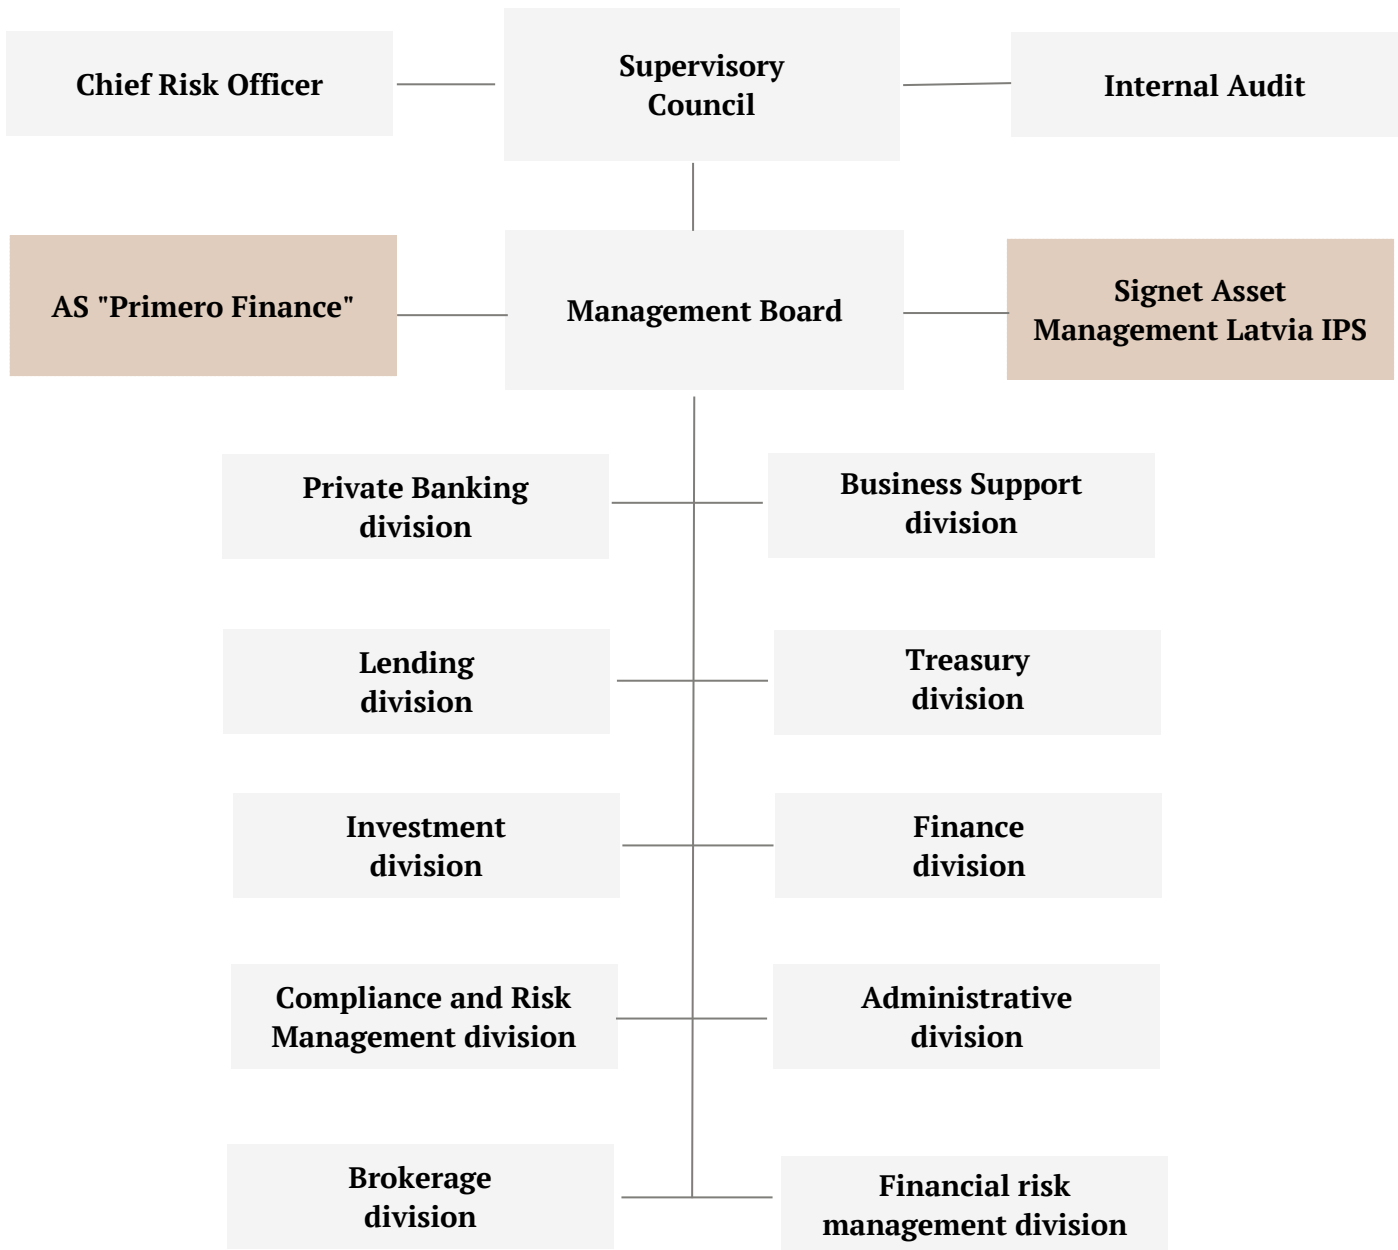 Chief Risk Officer
Supervisory
Council
Internal Audit
AS "Primero Finance"
Management Board
Signet Asset
Management Latvia IPS
Private Banking
division
Business Support
division
Lending
division
Treasury
division
Investment
division
Finance
division
Compliance and Risk
Management division
Administrative
division
Brokerage
division
Financial risk
management division